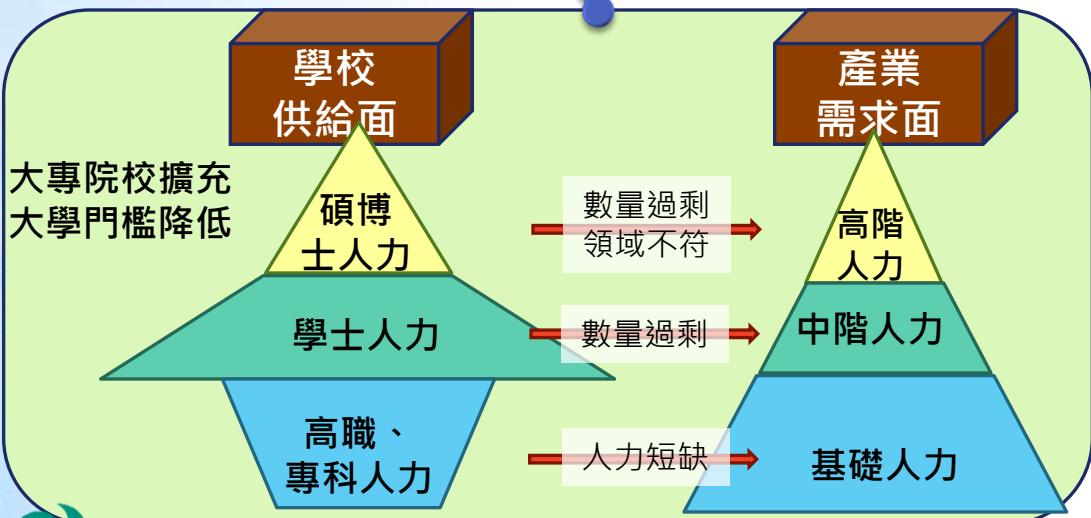 學校
供給面
產業
需求面
大專院校擴充
大學門檻降低
碩博
士人力
數量過剩
領域不符
高階
人力
學士人力
數量過剩
中階人力
高職、
專科人力
人力短缺
基礎人力